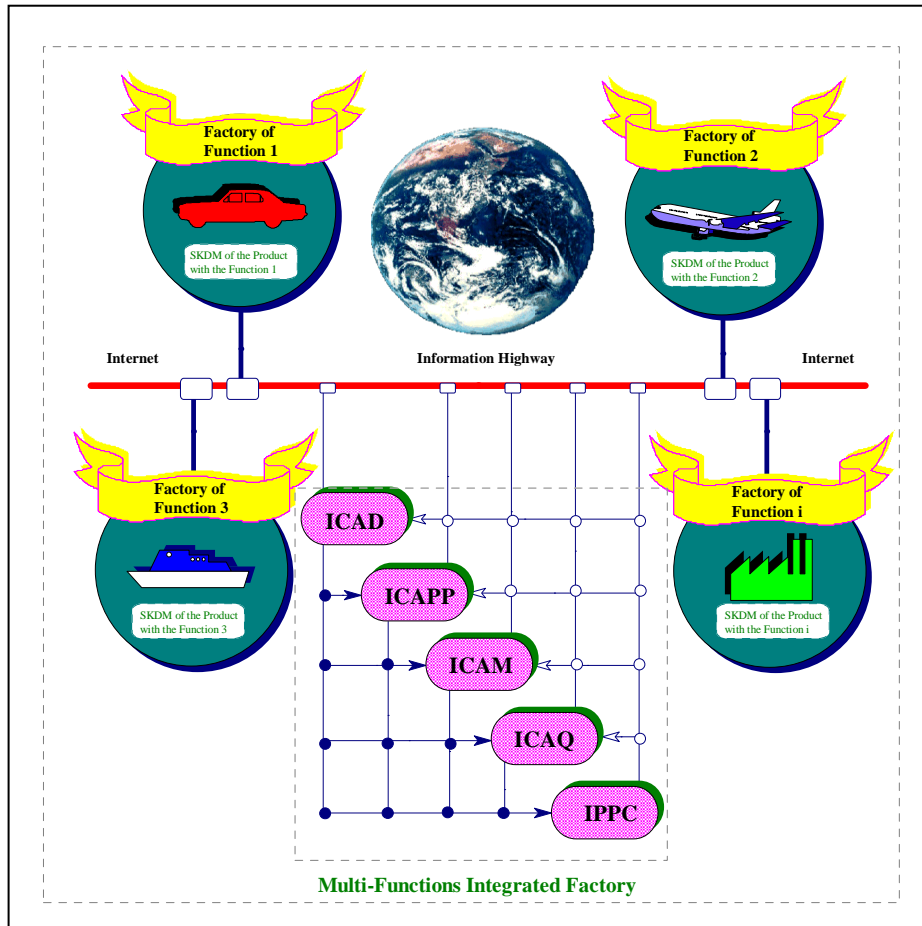 Factory of
Function 1
Factory of
Function 2
SKDM of the Product
with the Function 1
SKDM of the Product
with the Function 2
Internet
Information Highway
Internet
Factory of
Function 3
Factory of
Function i
ICAD
ICAPP
SKDM of the Product
with the Function 3
SKDM of the Product
with the Function i
ICAM
ICAQ
IPPC
Multi-Functions Integrated Factory